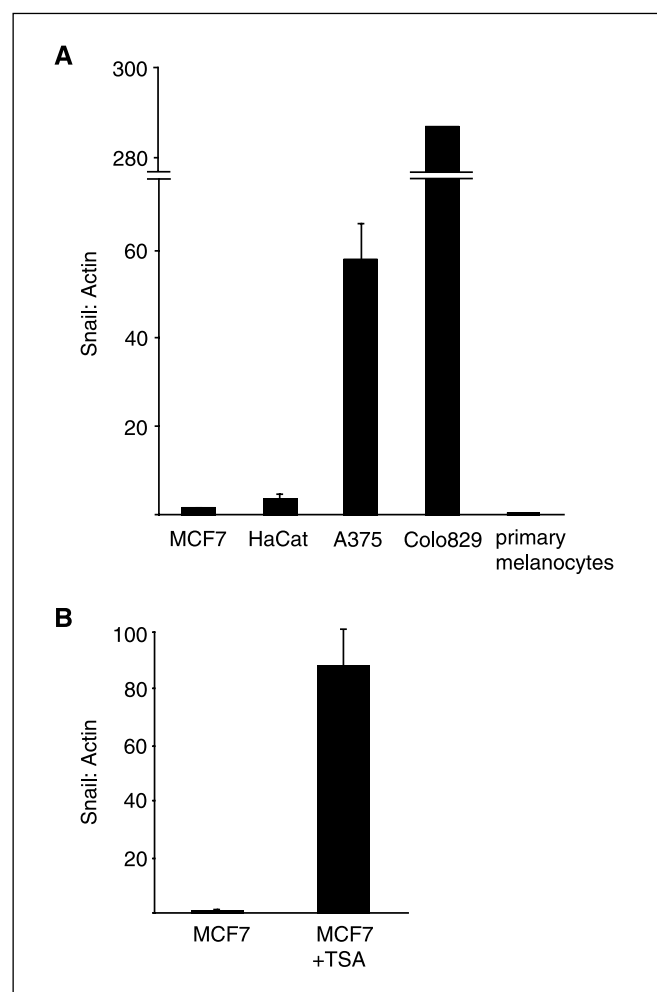 A
300
280
60
40
20
Snail: Actin
MCF7 HaCat A375 Colo829 primary
melanocytes
B
100
80
60
40
20
Snail: Actin
MCF7 MCF7
+TSA